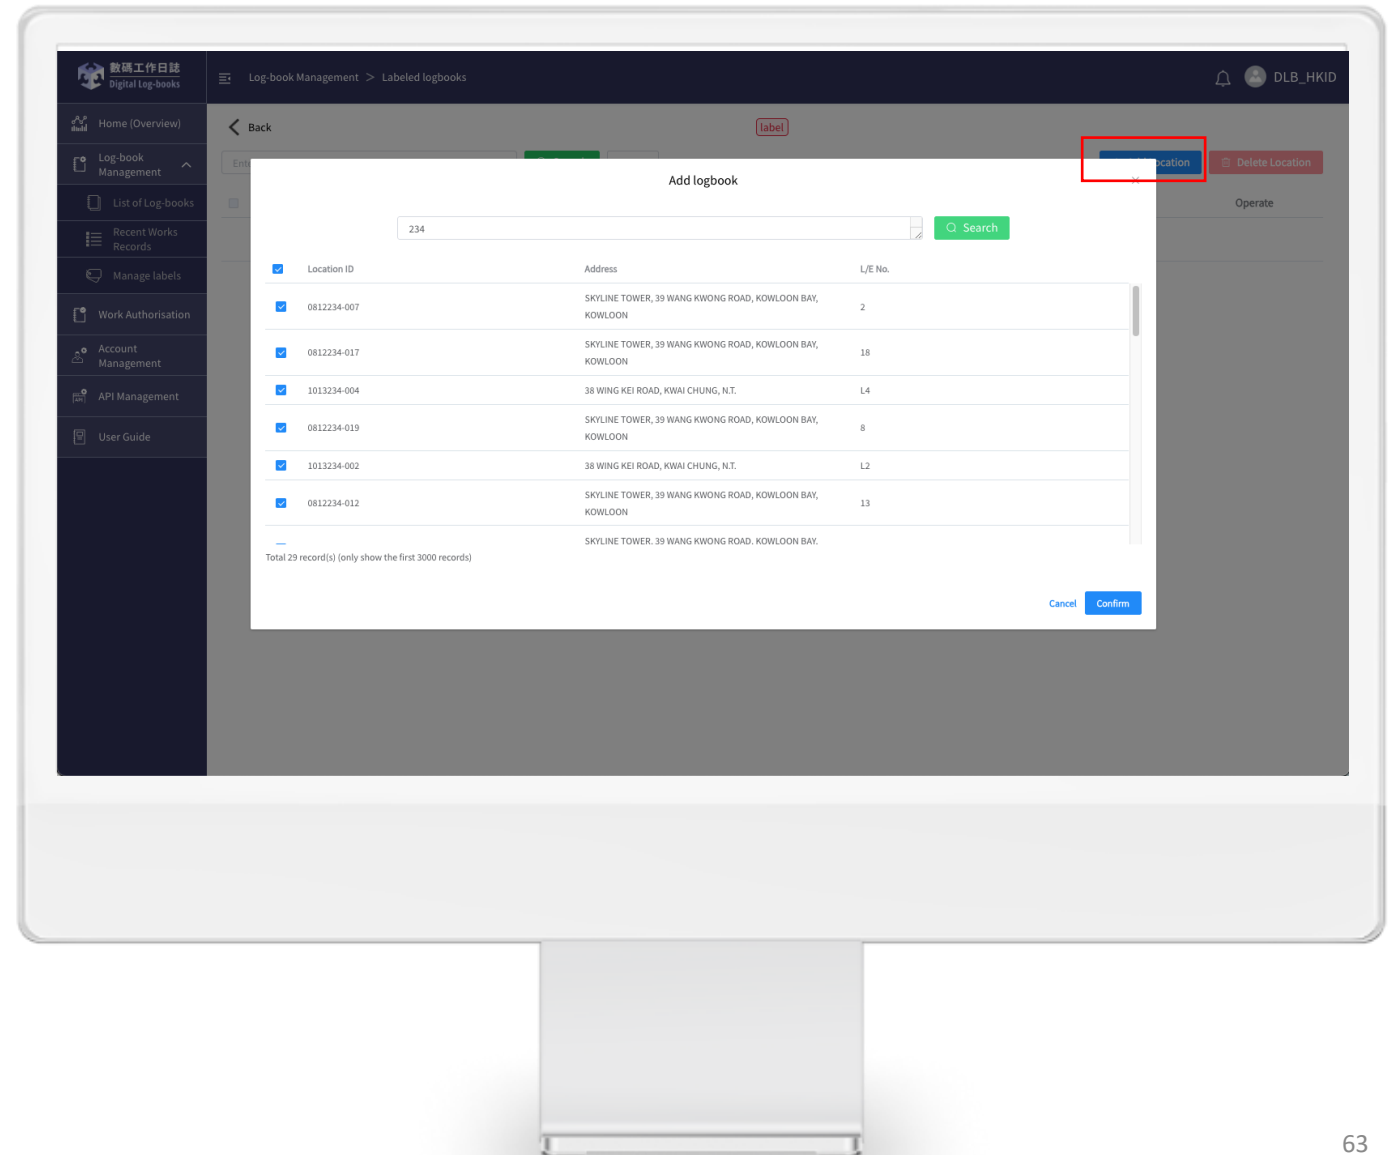 數碼工作日誌
Digital Log-books
Log-book Management > Labeled logbooks
DLB_HKID
Home (Overview)
Log-book
Management
List of Log-books
Recent Works
Records
Manage labels
Work Authorisation
Account
Management
API Management
User Guide
Back
label
Delete Location
Operate
Add logbook
234
Search
Location ID Address L/E No.
0812234-007 SKYLINE TOWER, 39 WANG KWONG ROAD, KOWLOON BAY, 2
KOWLOON
0812234-017 SKYLINE TOWER, 39 WANG KWONG ROAD, KOWLOON BAY, 18
KOWLOON
1013234-004 38 WING KEI ROAD, KWAI CHUNG, N.T. L4
0812234-019 SKYLINE TOWER, 39 WANG KWONG ROAD, KOWLOON BAY, 8
KOWLOON
1013234-002 38 WING KEI ROAD, KWAI CHUNG, N.T. L2
0812234-012 SKYLINE TOWER, 39 WANG KWONG ROAD, KOWLOON BAY, 13
KOWLOON
SKYLINE TOWER, 39 WANG KWONG ROAD, KOWLOON BAY,
Total 29 record(s) (only show the first 3000 records)
Cancel Confirm
63